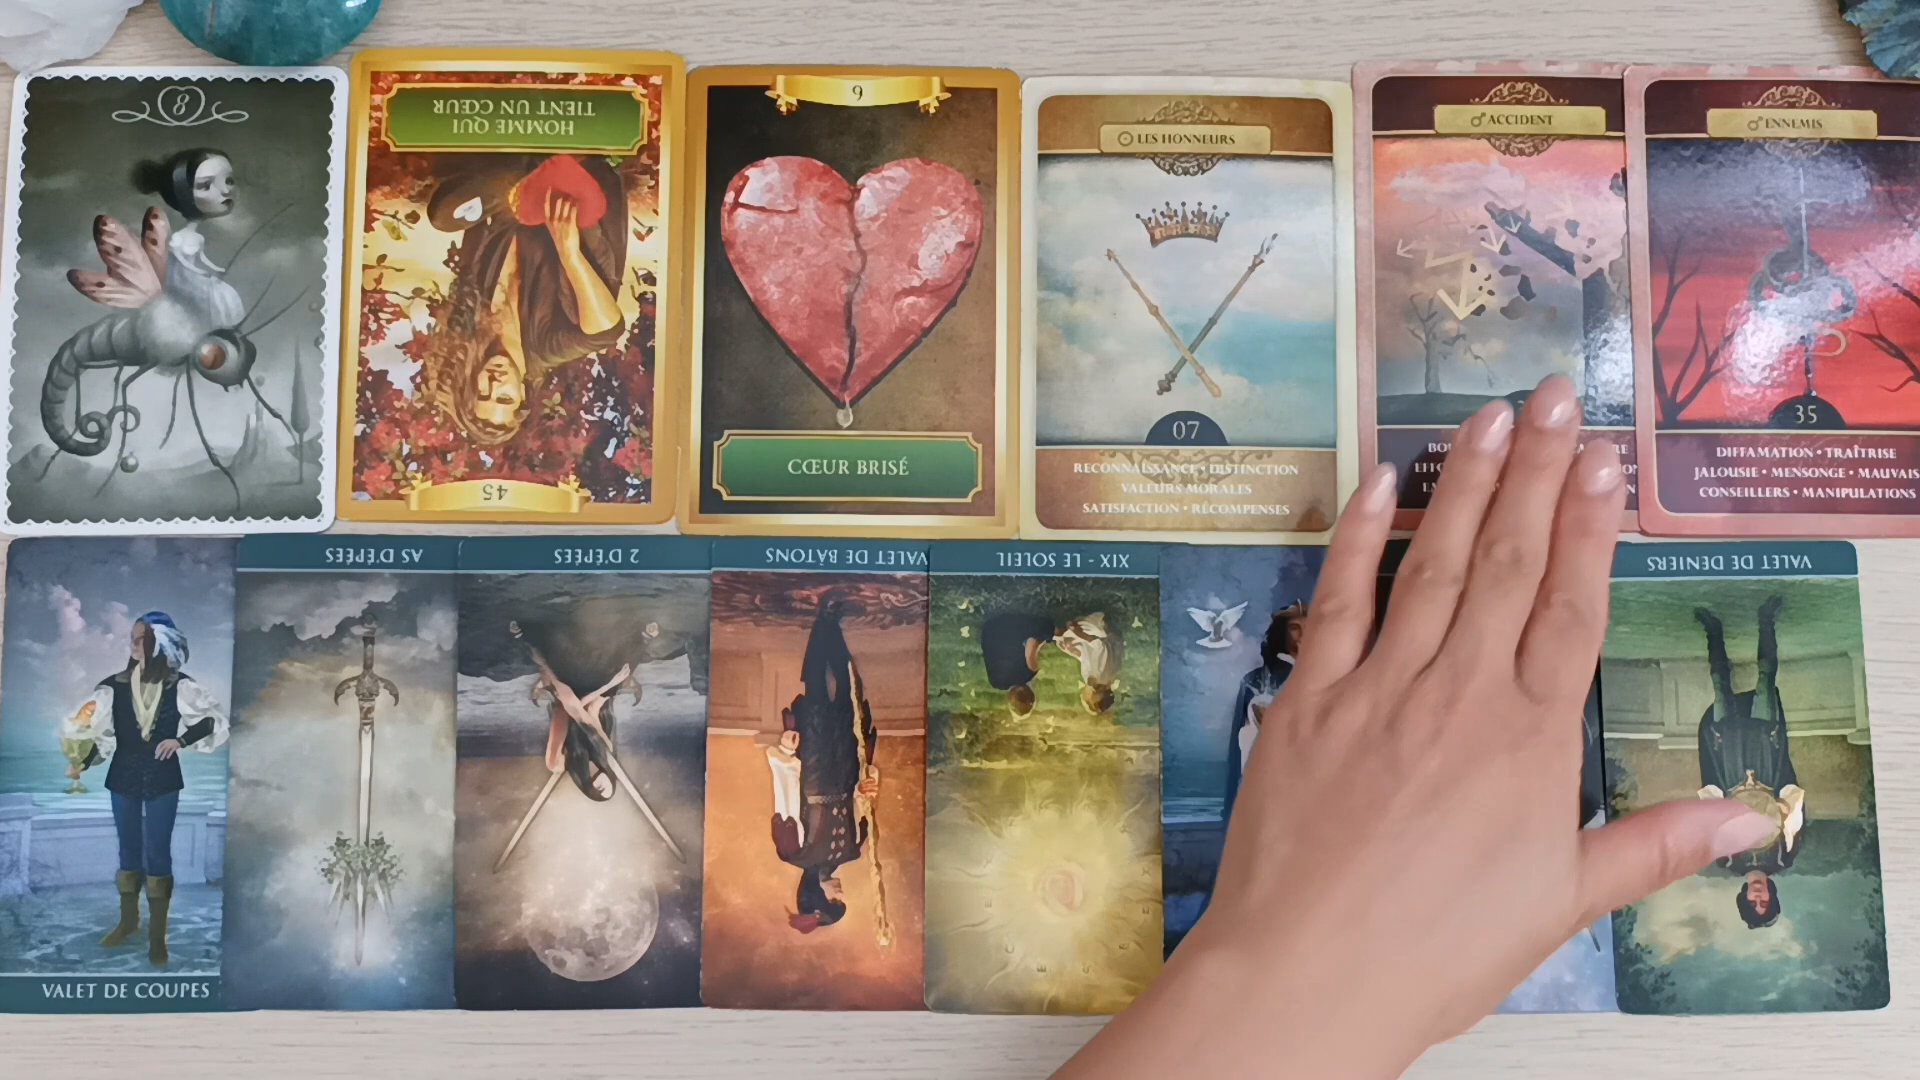 8
HOMME QUI
TIENT UN CŒUR
45
9
CŒUR BRISÉ
LES HONNEURS
07
RECONNAISSANCE • DISTINCTION
VALEURS MORALES
SATISFACTION • RÉCOMPENSES
ACCIDENT
ENNEMIS
35
DIFFAMATION • TRAÎTRISE
JALOUSIE • MENSONGE • MAUVAIS
CONSEILLERS • MANIPULATIONS
VALET DE COUPES
AS D'ÉPÉES
2 D'ÉPÉES
VALET DE BÂTONS
XIX - LE SOLEIL
VALET DE DENIERS